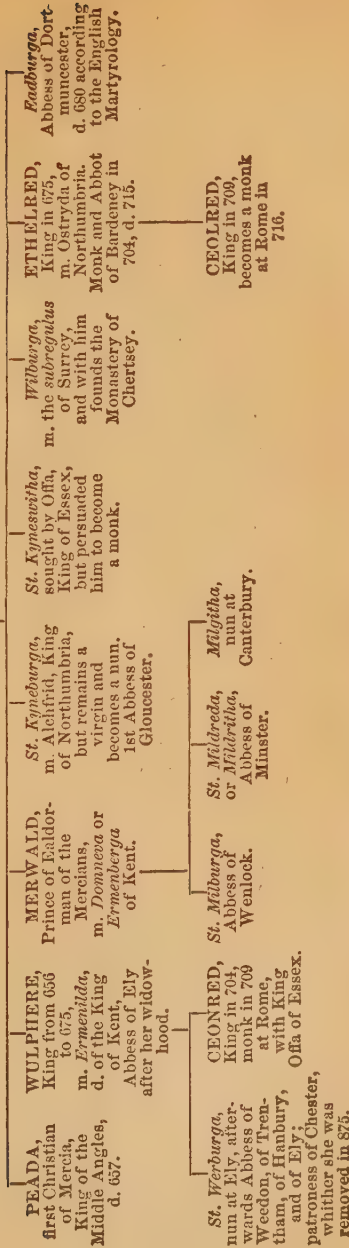 PEADA,
first Christian
of Mercia,
King of the
Middle Angles,
d. 657.
WULPHERE,
King from 656
to 675,
m. Ermenilda,
d. of the King
of Kent,
Abbess of Ely
after her widow-
hood.
MERWALD,
Prince of Ealdor-
man of the
Mercians,
m. Domneva or
Ermenberga
of Kent.
St. Kyneburga,
m. Alchfrid, King
of Northumbria,
but remains a
virgin and
becomes a nun.
1st Abbess of
Gloucester.
St. Kyneswitha,
sought by Offa,
King of Essex,
but persuaded
him to become
a monk.
Wilburga,
m. the subregulus
of Surrey,
and with him
founds the
Monastery of
Chertsey.
ETHELRED,
King in 675,
m. Ostryda of
Northumbria.
Monk and Abbot
of Bardeney in
704, d. 715.
Eadburga,
Abbess of Dort-
muncester,
d. 680 according
to the English
Martyrology.
St. Werburga,
nun at Ely, after-
wards Abbess of
Weedon, of Tren-
tham, of Hanbury,
and of Ely;
patroness of Chester,
whither she was
removed in 875.
CEONRED,
King in 704,
monk in 709
at Rome,
with King
Offa of Essex.
St. Milburga,
Abbess of
Wenlock.
St. Mildreda,
or Mildritha,
Abbess of
Minster.
Milgitha,
nun at
Canterbury.
CEOLRED,
King in 709,
becomes a monk
at Rome in
716.